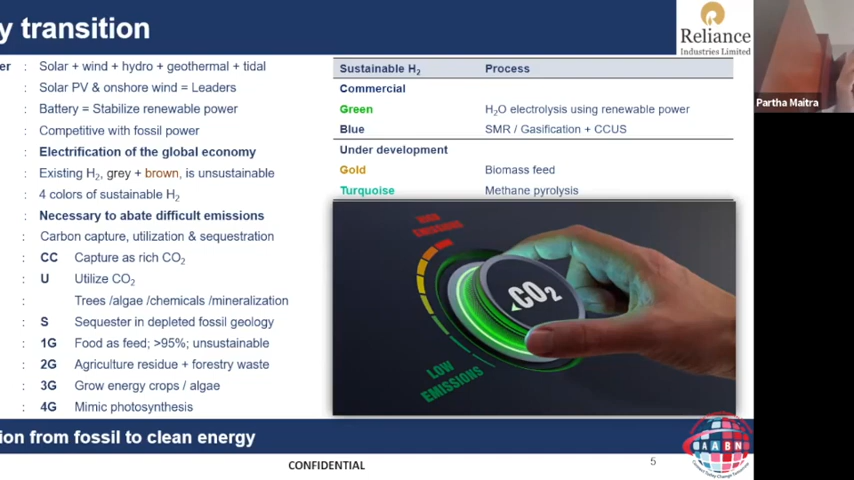 y transition
Reliance
Industries Limited
er : Solar + wind + hydro + geothermal + tidal
: Solar PV & onshore wind = Leaders
: Battery = Stabilize renewable power
: Competitive with fossil power
: Electrification of the global economy
: Existing H₂, grey + brown, is unsustainable
: 4 colors of sustainable H₂
: Necessary to abate difficult emissions
: Carbon capture, utilization & sequestration
: CC Capture as rich CO₂
: U Utilize CO₂
: Trees /algae /chemicals /mineralization
: S Sequester in depleted fossil geology
: 1G Food as feed; >95%; unsustainable
: 2G Agriculture residue + forestry waste
: 3G Grow energy crops / algae
: 4G Mimic photosynthesis
Sustainable H₂ Process
Commercial
Green H₂O electrolysis using renewable power
Blue SMR / Gasification + CCUS
Under development
Gold Biomass feed
Turquoise Methane pyrolysis
HIGH
EMISSIONS
CO₂
LOW
EMISSIONS
Partha Maitra
ion from fossil to clean energy
CONFIDENTIAL
5
AABN